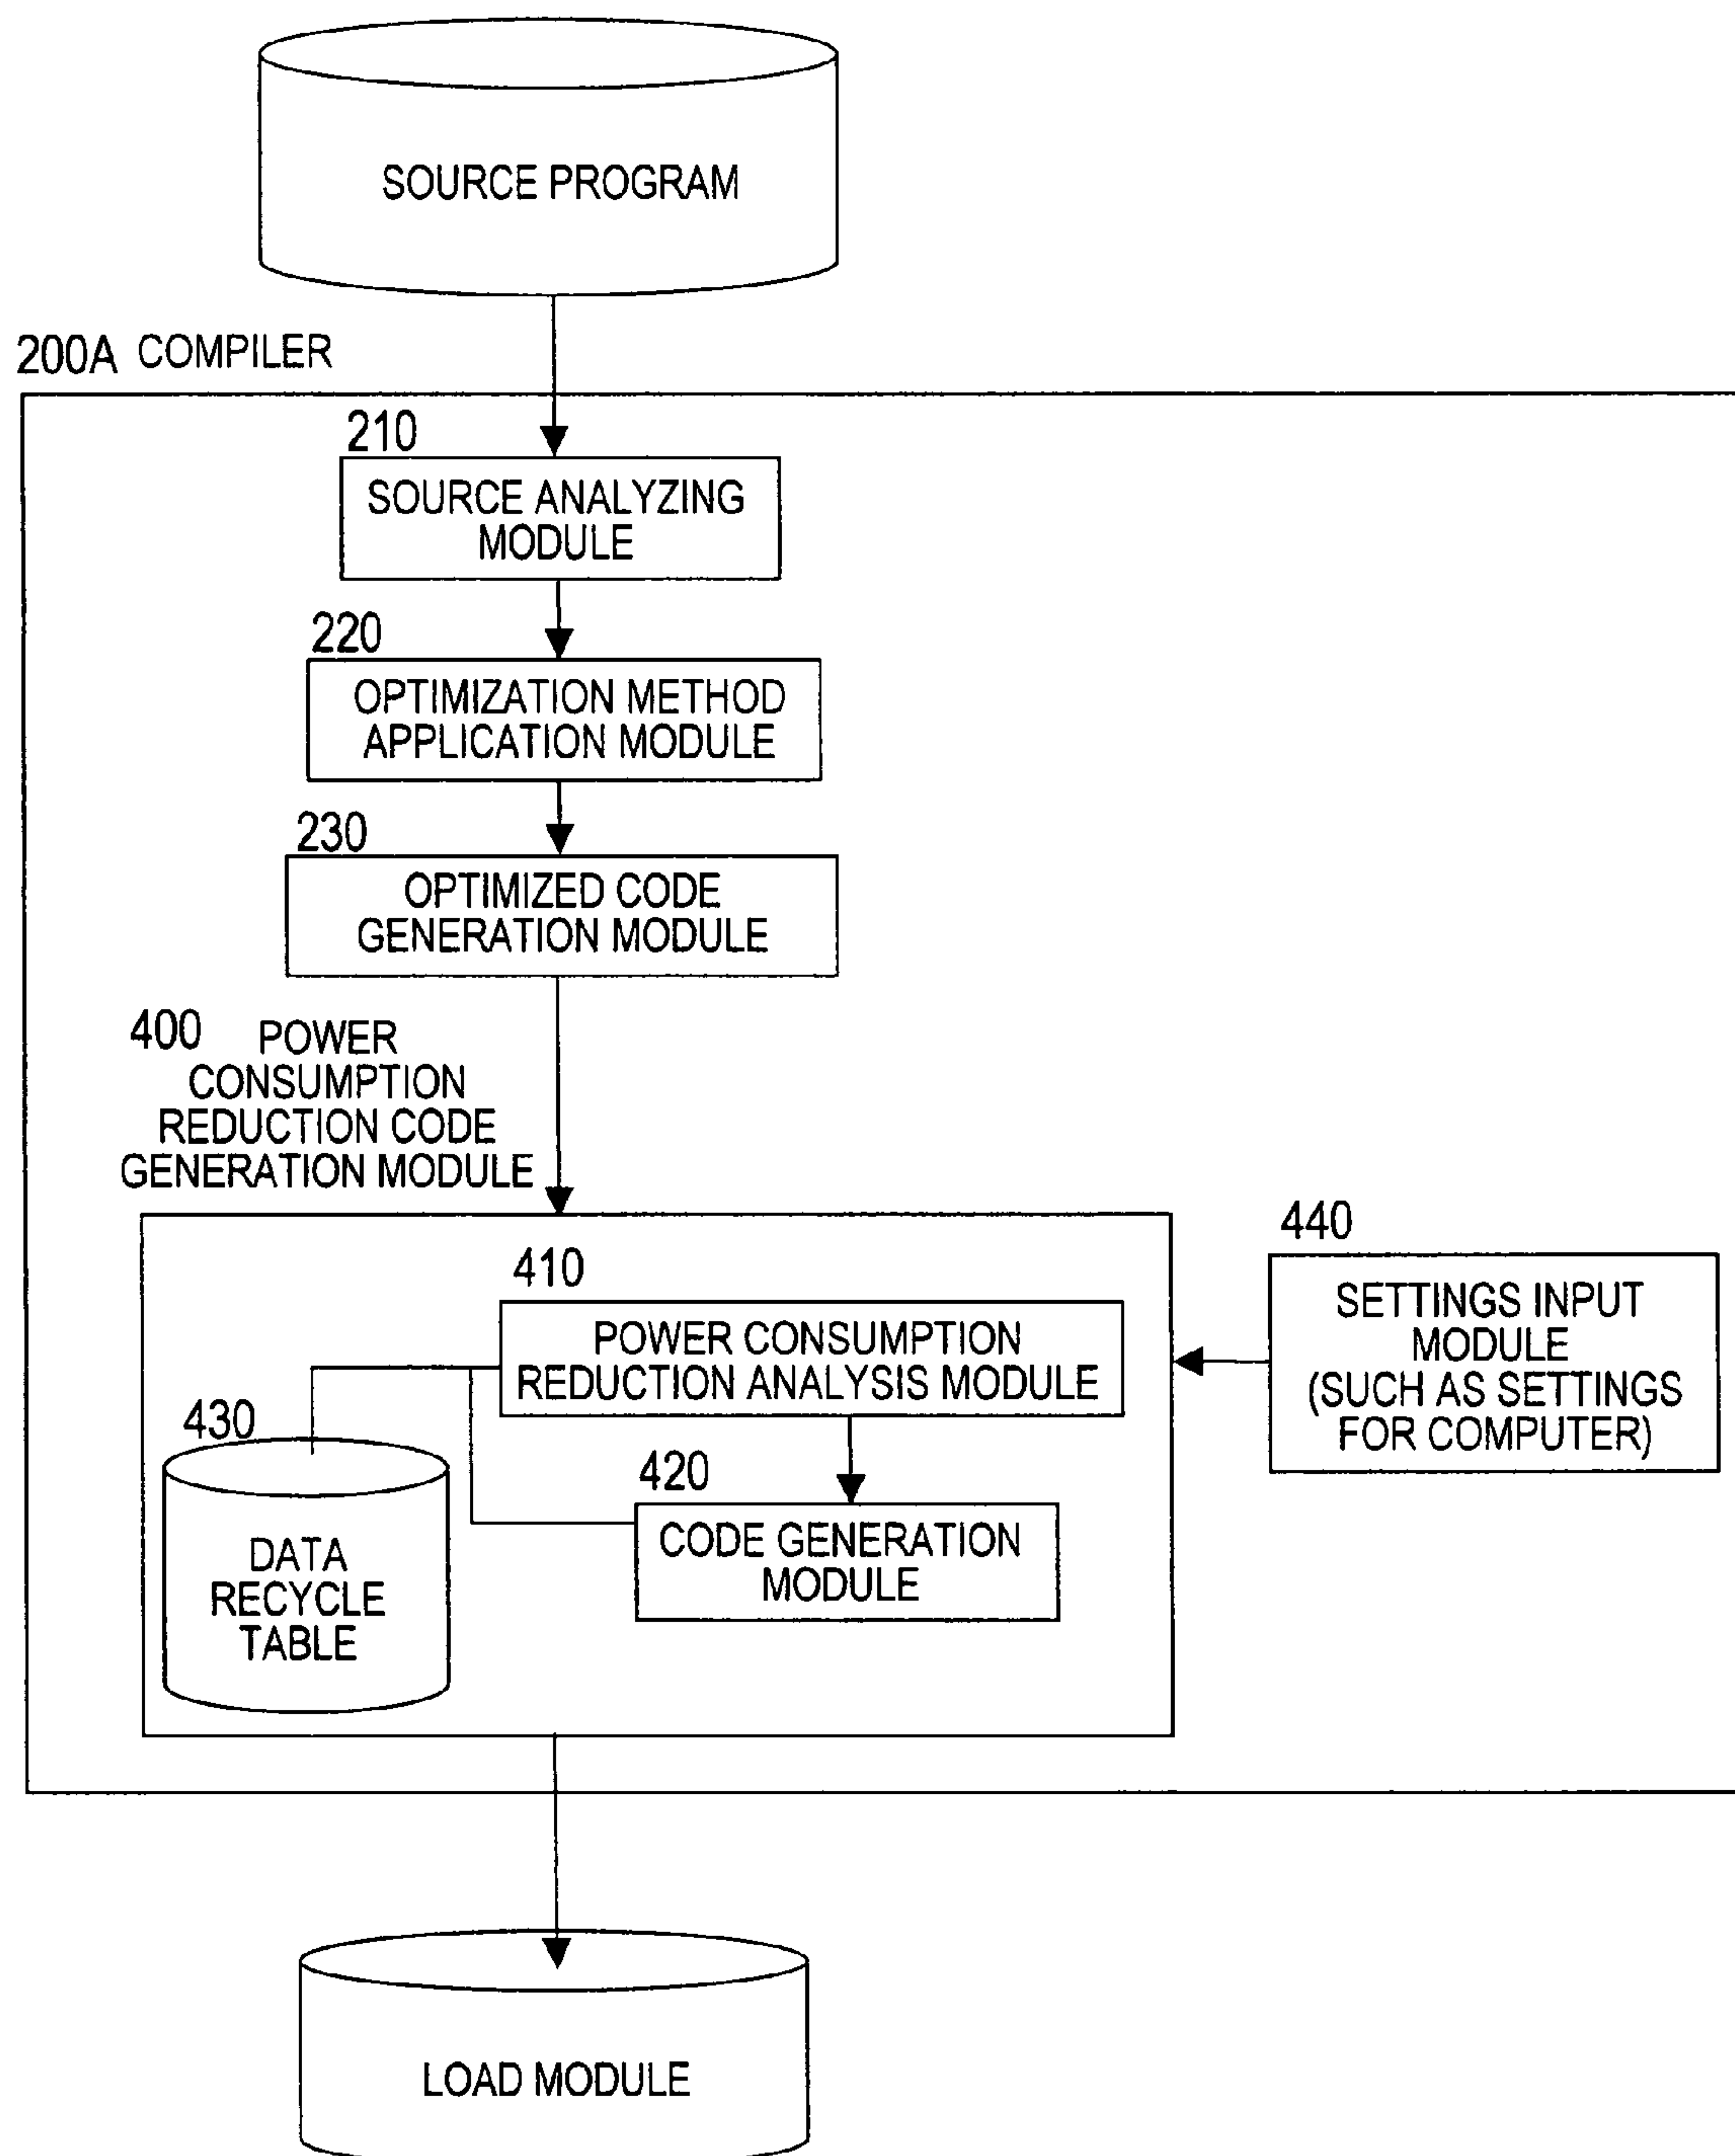 SOURCE PROGRAM
200A COMPILER
210
SOURCE ANALYZING
MODULE
220
OPTIMIZATION METHOD
APPLICATION MODULE
230
OPTIMIZED CODE
GENERATION MODULE
400 POWER
CONSUMPTION
REDUCTION CODE
GENERATION MODULE
440
SETTINGS INPUT
MODULE
(SUCH AS SETTINGS
FOR COMPUTER)
410
POWER CONSUMPTION
REDUCTION ANALYSIS MODULE
430
DATA
RECYCLE
TABLE
420
CODE GENERATION
MODULE
LOAD MODULE